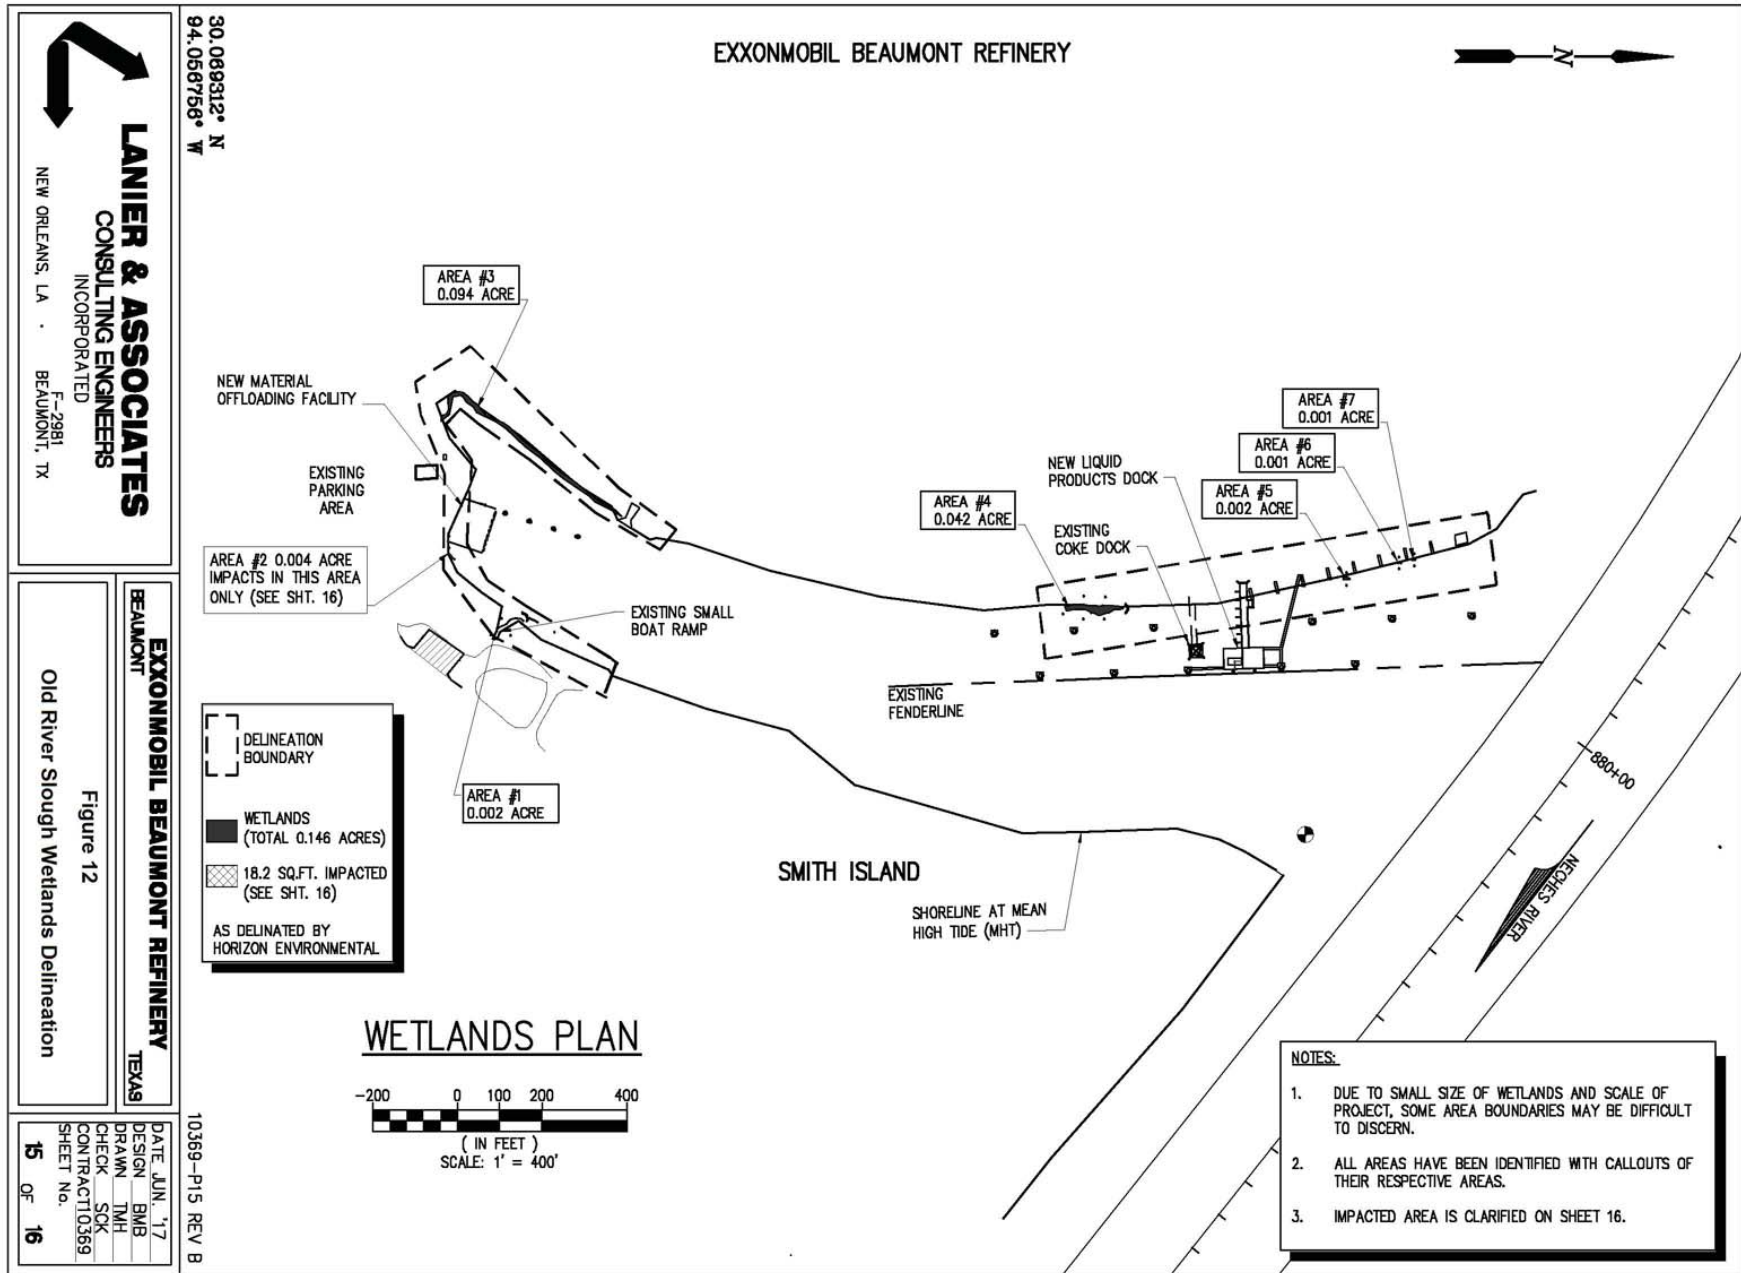 EXXONMOBIL BEAUMONT REFINERY
N
30.069312° N
94.056756° W
AREA #3
0.094 ACRE
NEW MATERIAL
OFFLOADING FACILITY
EXISTING
PARKING
AREA
AREA #2 0.004 ACRE
IMPACTS IN THIS AREA
ONLY (SEE SHT. 16)
EXISTING SMALL
BOAT RAMP
AREA #1
0.002 ACRE
AREA #4
0.042 ACRE
EXISTING
COKE DOCK
NEW LIQUID
PRODUCTS DOCK
AREA #5
0.002 ACRE
AREA #6
0.001 ACRE
AREA #7
0.001 ACRE
EXISTING
FENDERLINE
880+00
NECHES RIVER
SMITH ISLAND
SHORELINE AT MEAN
HIGH TIDE (MHT)
DELINEATION
BOUNDARY
WETLANDS
(TOTAL 0.146 ACRES)
18.2 SQ.FT. IMPACTED
(SEE SHT. 16)
AS DELINATED BY
HORIZON ENVIRONMENTAL
WETLANDS PLAN
-200 0 100 200 400
( IN FEET )
SCALE: 1' = 400'
NOTES:
1. DUE TO SMALL SIZE OF WETLANDS AND SCALE OF
PROJECT, SOME AREA BOUNDARIES MAY BE DIFFICULT
TO DISCERN.
2. ALL AREAS HAVE BEEN IDENTIFIED WITH CALLOUTS OF
THEIR RESPECTIVE AREAS.
3. IMPACTED AREA IS CLARIFIED ON SHEET 16.
LANIER & ASSOCIATES
CONSULTING ENGINEERS
INCORPORATED
F-2981
NEW ORLEANS, LA · BEAUMONT, TX
EXXONMOBIL BEAUMONT REFINERY
BEAUMONT TEXAS
Figure 12
Old River Slough Wetlands Delineation
10369-P15 REV B
DATE JUN. '17
DESIGN BMB
DRAWN TMH
CHECK SCK
CONTRACT10369
SHEET No.
15 OF 16